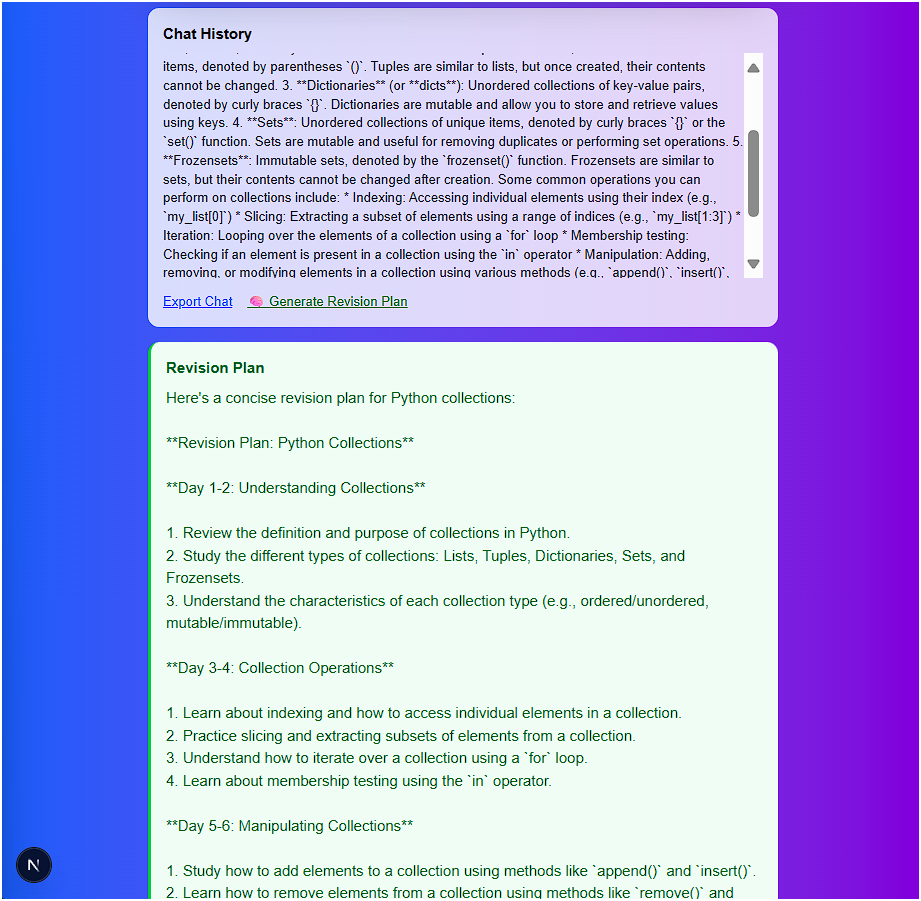 Chat History
items, denoted by parentheses `()`. Tuples are similar to lists, but once created, their contents
cannot be changed. 3. **Dictionaries** (or **dicts**): Unordered collections of key-value pairs,
denoted by curly braces `{}`. Dictionaries are mutable and allow you to store and retrieve values
using keys. 4. **Sets**: Unordered collections of unique items, denoted by curly braces `{}` or the
`set()` function. Sets are mutable and useful for removing duplicates or performing set operations. 5.
**Frozensets**: Immutable sets, denoted by the `frozenset()` function. Frozensets are similar to
sets, but their contents cannot be changed after creation. Some common operations you can
perform on collections include: * Indexing: Accessing individual elements using their index (e.g.,
`my_list[0]`) * Slicing: Extracting a subset of elements using a range of indices (e.g., `my_list[1:3]`) *
Iteration: Looping over the elements of a collection using a `for` loop * Membership testing:
Checking if an element is present in a collection using the `in` operator * Manipulation: Adding,
removing, or modifying elements in a collection using various methods (e.g., `append()`, `insert()`,
Export Chat 🧠 Generate Revision Plan
Revision Plan
Here's a concise revision plan for Python collections:
**Revision Plan: Python Collections**
**Day 1-2: Understanding Collections**
1. Review the definition and purpose of collections in Python.
2. Study the different types of collections: Lists, Tuples, Dictionaries, Sets, and
Frozensets.
3. Understand the characteristics of each collection type (e.g., ordered/unordered,
mutable/immutable).
**Day 3-4: Collection Operations**
1. Learn about indexing and how to access individual elements in a collection.
2. Practice slicing and extracting subsets of elements from a collection.
3. Understand how to iterate over a collection using a `for` loop.
4. Learn about membership testing using the `in` operator.
**Day 5-6: Manipulating Collections**
1. Study how to add elements to a collection using methods like `append()` and `insert()`.
2. Learn how to remove elements from a collection using methods like `remove()` and
N